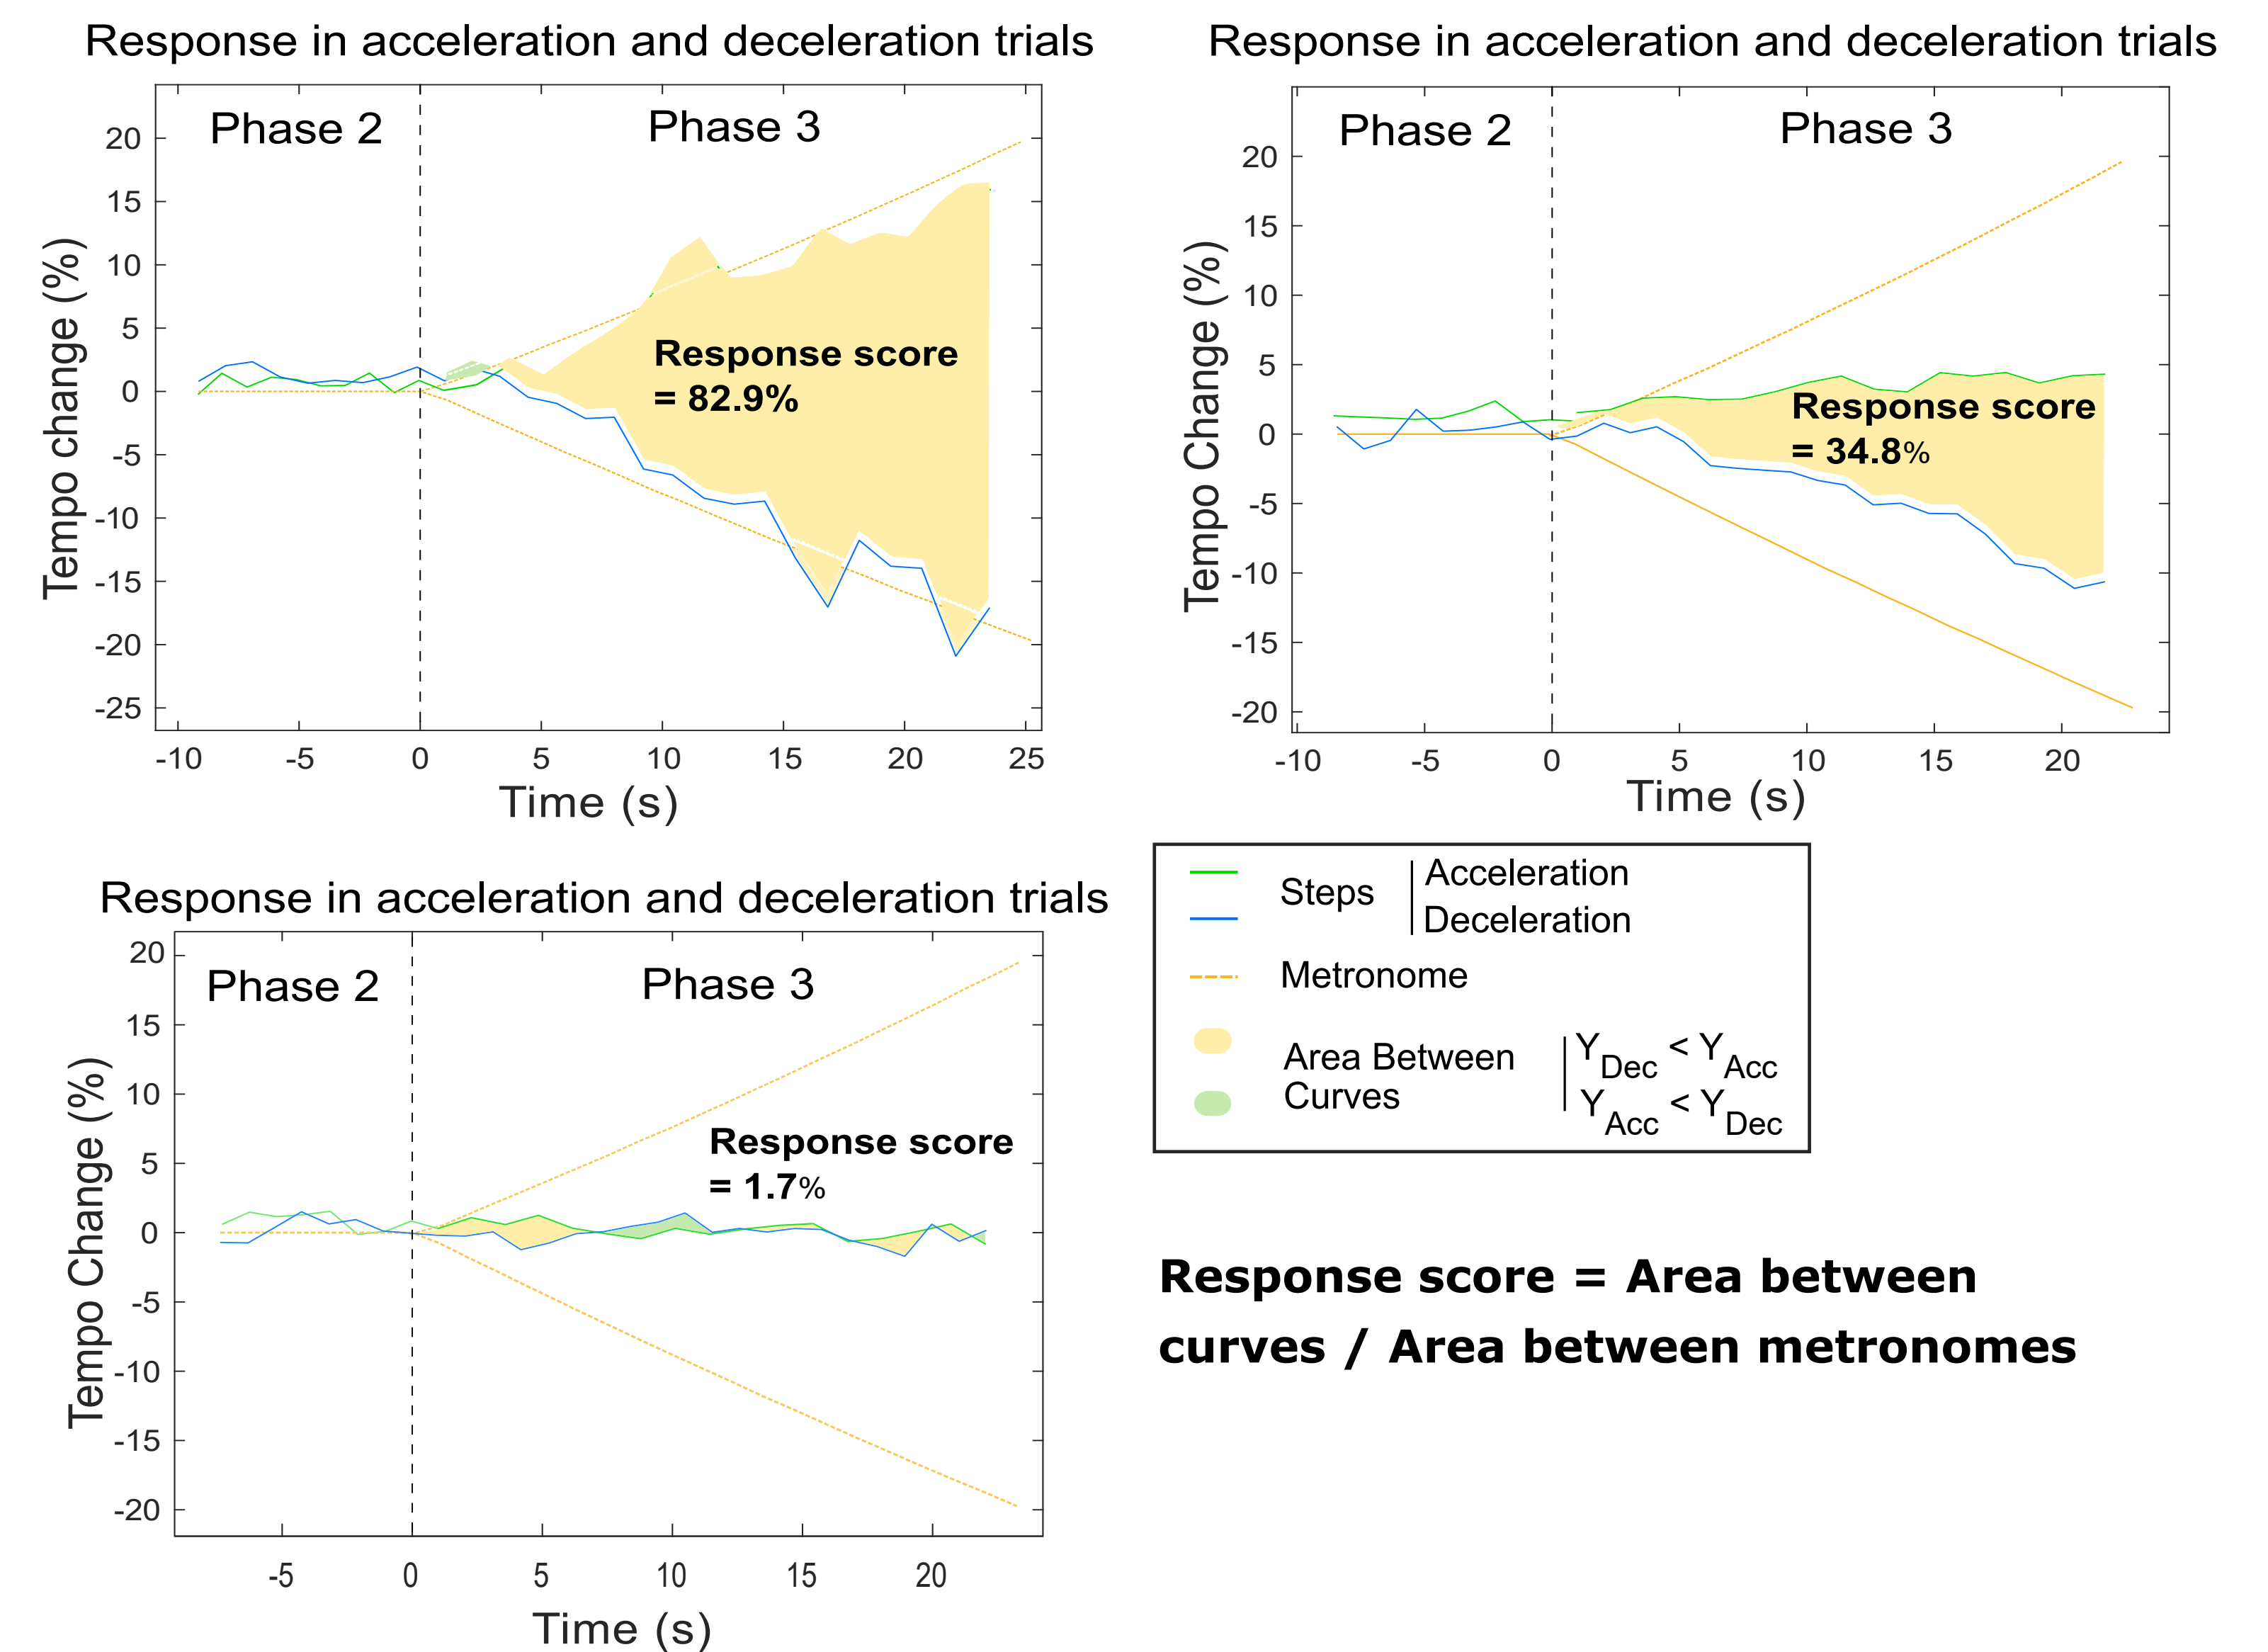 Response in acceleration and deceleration trials
Phase 2
Phase 3
20
15
10
5
0
-5
-10
-15
-20
-25
Tempo change (%)
Response score
= 82.9%
-10 -5 0 5 10 15 20 25
Time (s)
Response in acceleration and deceleration trials
Phase 2
Phase 3
20
15
10
5
0
-5
-10
-15
-20
Tempo Change (%)
Response score
= 34.8%
-10 -5 0 5 10 15 20
Time (s)
Response in acceleration and deceleration trials
Phase 2
Phase 3
20
15
10
5
0
-5
-10
-15
-20
Tempo Change (%)
Response score
= 1.7%
-5 0 5 10 15 20
Time (s)
Steps
Acceleration
Deceleration
Metronome
Area Between
Curves
Y Dec < Y Acc
Y Acc < Y Dec
Response score = Area between
curves / Area between metronomes